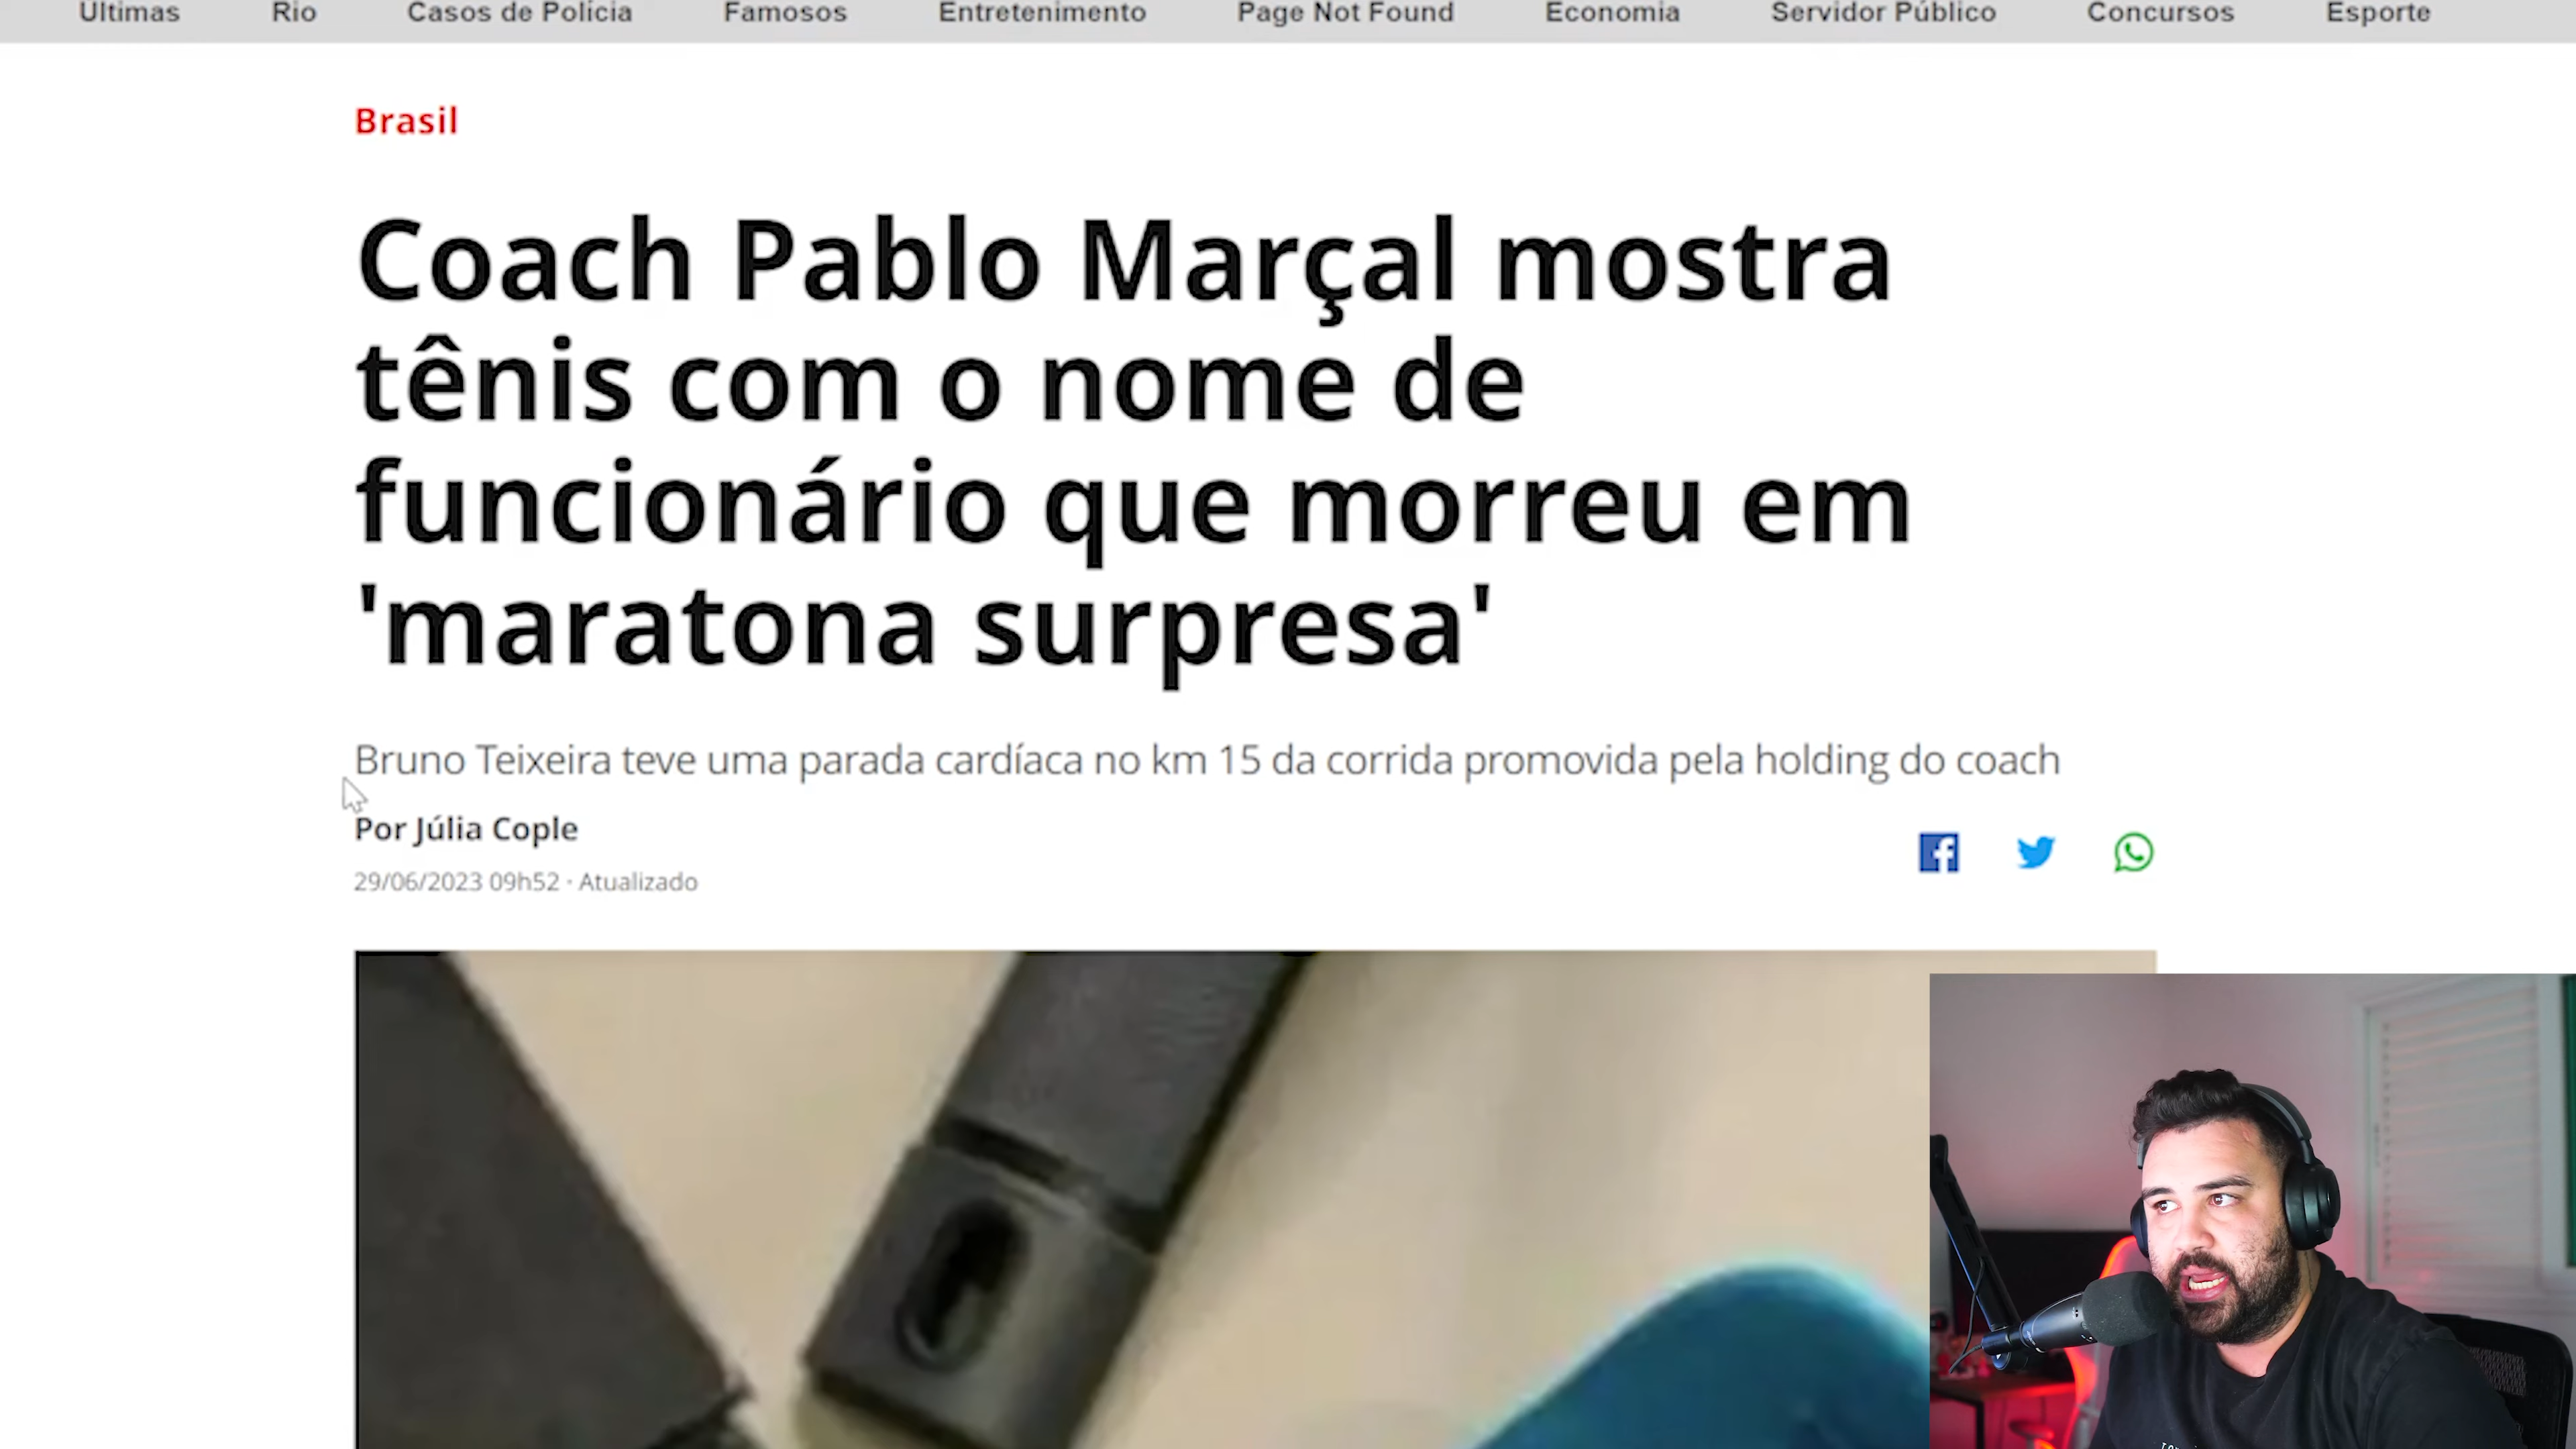 Últimas Rio Casos de Polícia Famosos Entretenimento Page Not Found Economia Servidor Público Concursos Esporte
Brasil
Coach Pablo Marçal mostra
tênis com o nome de
funcionário que morreu em
'maratona surpresa'
Bruno Teixeira teve uma parada cardíaca no km 15 da corrida promovida pela holding do coach
Por Júlia Cople
29/06/2023 09h52 · Atualizado